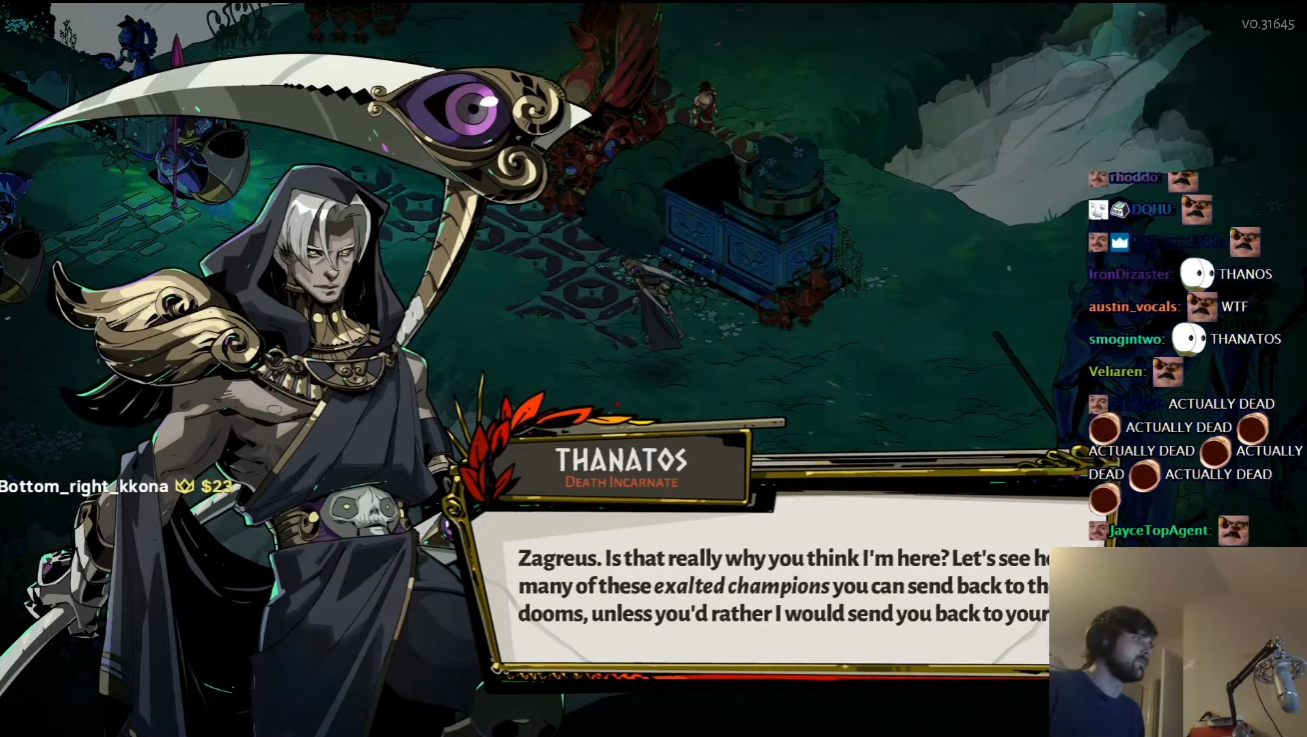 V0.31645
rhoddo:
DQHU:
IronDizaster: THANOS
austin_vocals: WTF
smogintwo: THANATOS
Veliaren:
ACTUALLY DEAD
ACTUALLY DEAD
ACTUALLY DEAD ACTUALLY
DEAD ACTUALLY DEAD
JayceTopAgent:
THANATOS
DEATH INCARNATE
Bottom_right_kkona $23
Zagreus. Is that really why you think I'm here? Let's see
many of these exalted champions you can send back to
dooms, unless you'd rather I would send you back to your